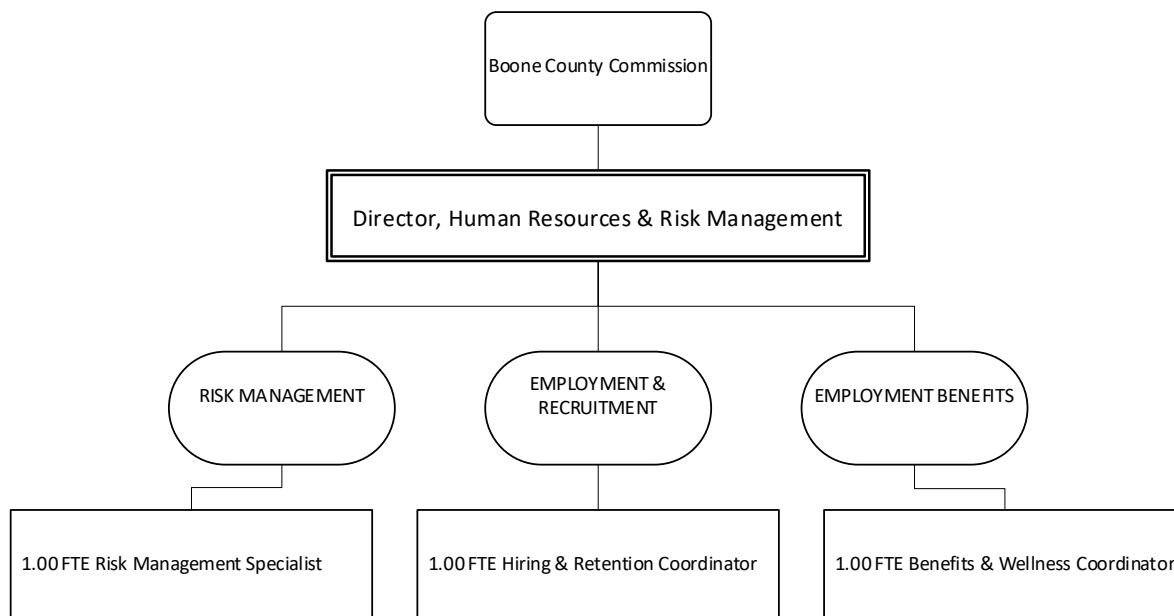 Boone County Commission
Director, Human Resources & Risk Management
RISK MANAGEMENT
EMPLOYMENT &
RECRUITMENT
EMPLOYMENT BENEFITS
1.00 FTE Risk Management Specialist
1.00 FTE Hiring & Retention Coordinator
1.00 FTE Benefits & Wellness Coordinator